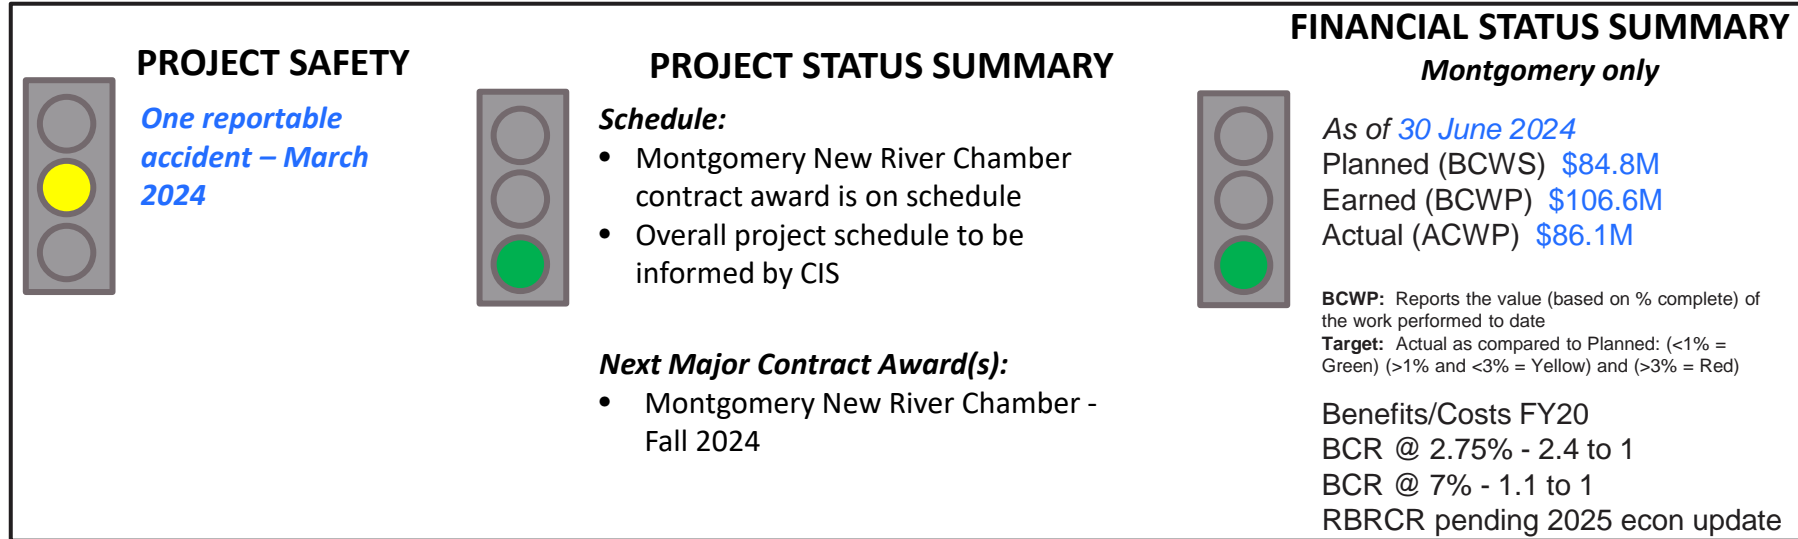 PROJECT SAFETY
One reportable
accident – March
2024
PROJECT STATUS SUMMARY
Schedule:
• Montgomery New River Chamber
contract award is on schedule
• Overall project schedule to be
informed by CIS
Next Major Contract Award(s):
• Montgomery New River Chamber -
Fall 2024
FINANCIAL STATUS SUMMARY
Montgomery only
As of 30 June 2024
Planned (BCWS) $84.8M
Earned (BCWP) $106.6M
Actual (ACWP) $86.1M
BCWP: Reports the value (based on % complete) of
the work performed to date
Target: Actual as compared to Planned: (<1% =
Green) (>1% and <3% = Yellow) and (>3% = Red)
Benefits/Costs FY20
BCR @ 2.75% - 2.4 to 1
BCR @ 7% - 1.1 to 1
RBRCR pending 2025 econ update